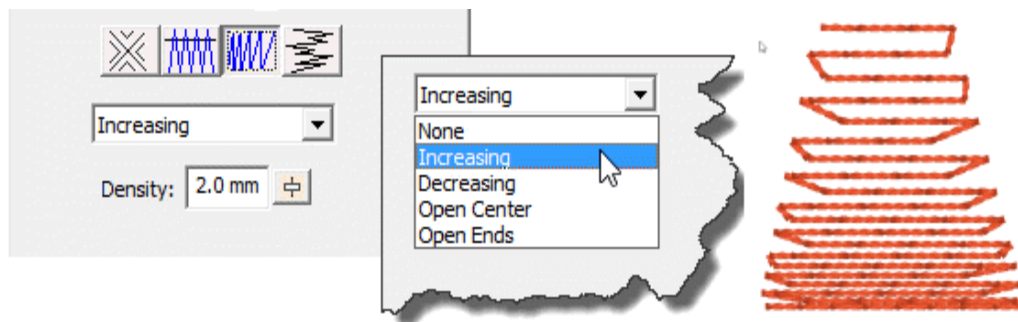 Increasing
Density: 2.0 mm
Increasing
None
Increasing
Decreasing
Open Center
Open Ends